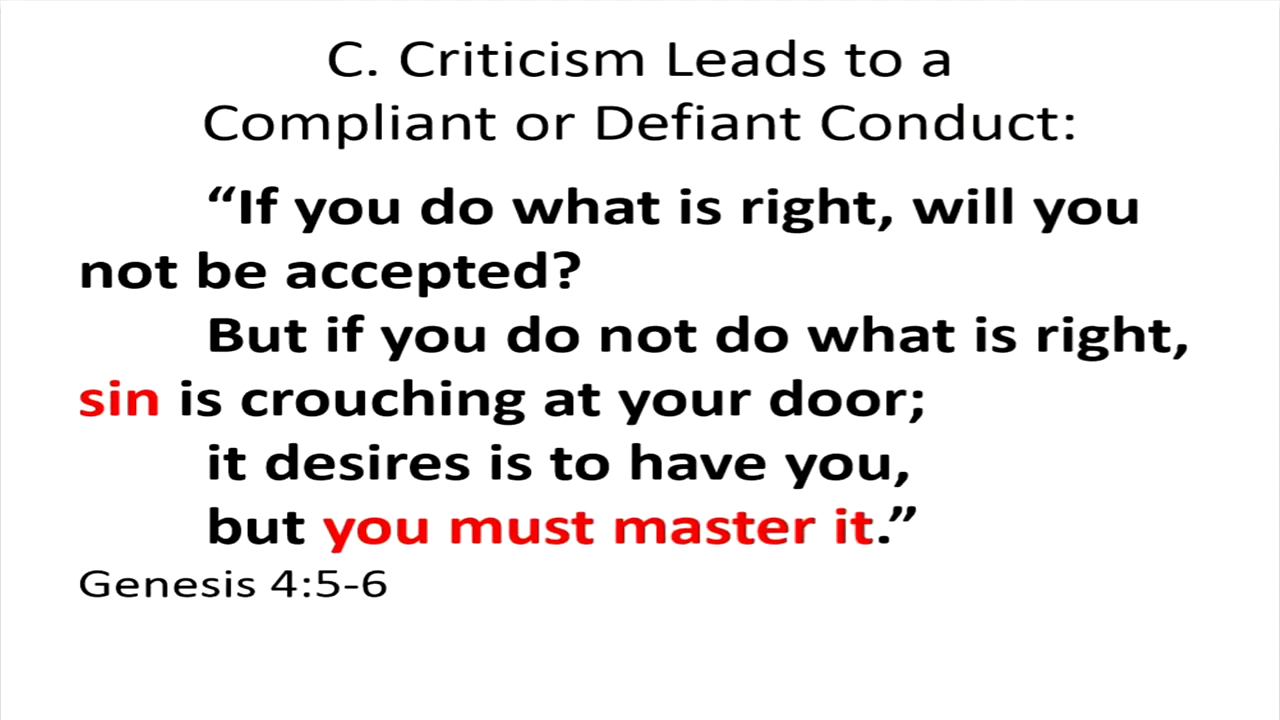 C. Criticism Leads to a
Compliant or Defiant Conduct:
“If you do what is right, will you
not be accepted?
But if you do not do what is right,
sin is crouching at your door;
it desires is to have you,
but you must master it.”
Genesis 4:5-6